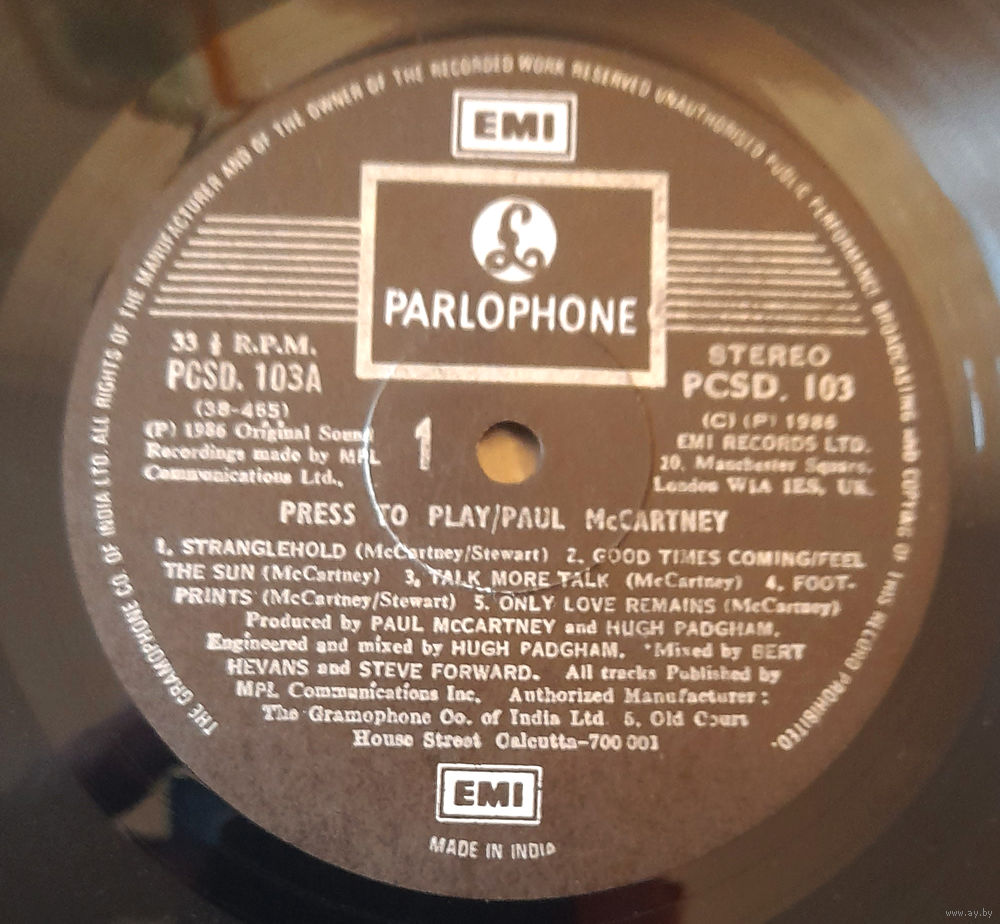 THE GRAMOPHONE CO. OF INDIA LTD. ALL RIGHTS OF THE MANUFACTURER AND OF THE OWNER OF THE RECORDED WORK RESERVED UNAUTHORISED PUBLIC PERFORMANCE BROADCASTING AND COPYING OF THIS RECORD PROHIBITED.
EMI
£
PARLOPHONE
33 ⅓ R.P.M.
PCSD. 103A
(38-465)
(P) 1986 Original Sound
Recordings made by MPL
Communications Ltd.,
1
STEREO
PCSD. 103
(C) (P) 1986
EMI RECORDS LTD.
20, Manchester Square,
London W1A 1ES, UK.
PRESS TO PLAY/PAUL McCARTNEY
1. STRANGLEHOLD (McCartney/Stewart) 2. GOOD TIMES COMING/FEEL
THE SUN (McCartney) 3. TALK MORE TALK (McCartney) 4. FOOT-
PRINTS (McCartney/Stewart) 5. ONLY LOVE REMAINS (McCartney)
Produced by PAUL McCARTNEY and HUGH PADGHAM.
Engineered and mixed by HUGH PADGHAM. *Mixed by BERT
HEVANS and STEVE FORWARD. All tracks Published by
MPL Communications Inc. Authorized Manufacturer:
The Gramophone Co. of India Ltd. 5, Old Court
House Street Calcutta-700 001
EMI
MADE IN INDIA
www.ay.by